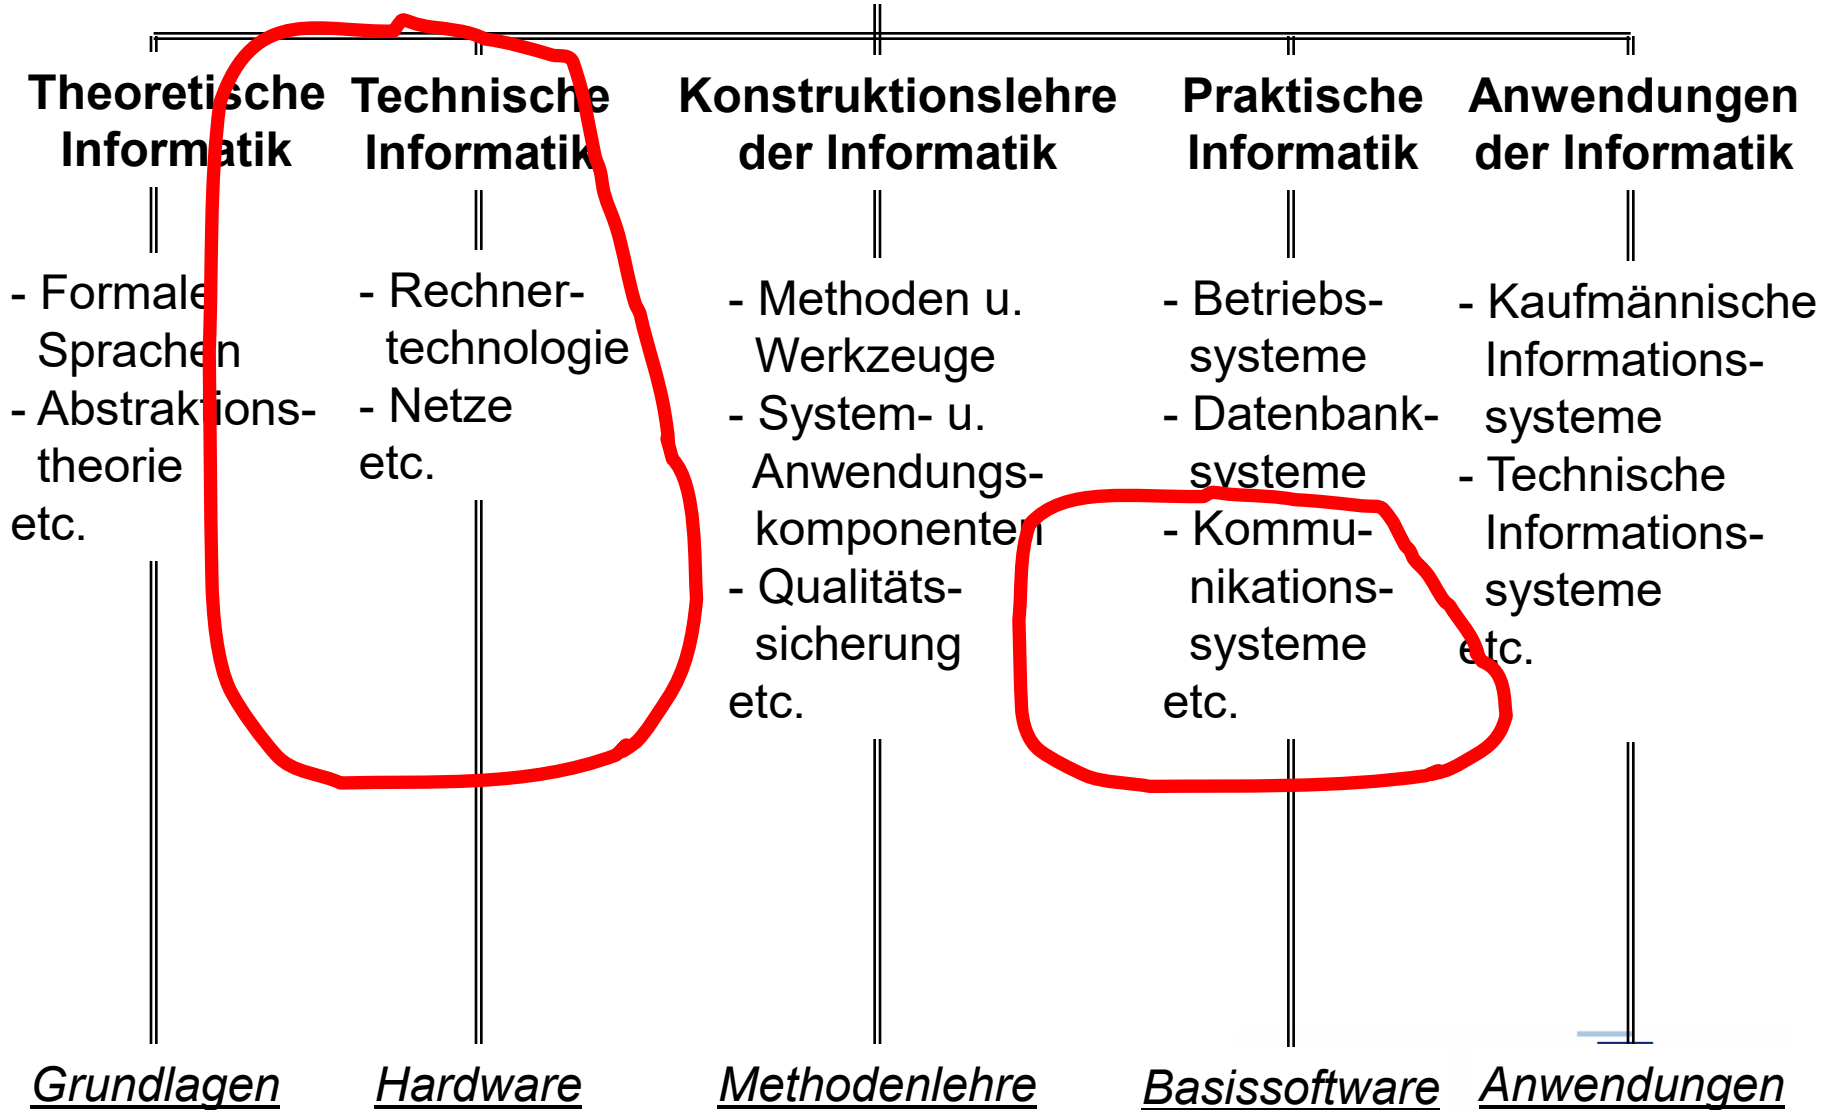 Theoretische
Informatik
- Formale
Sprachen
- Abstraktions-
theorie
etc.
Grundlagen
Technische
Informatik
- Rechner-
technologie
- Netze
etc.
Hardware
Konstruktionslehre
der Informatik
- Methoden u.
Werkzeuge
- System- u.
Anwendungs-
komponenten
- Qualitäts-
sicherung
etc.
Methodenlehre
Praktische
Informatik
- Betriebs-
systeme
- Datenbank-
systeme
- Kommu-
nikations-
systeme
etc.
Basissoftware
Anwendungen
der Informatik
- Kaufmännische
Informations-
systeme
- Technische
Informations-
systeme
etc.
Anwendungen